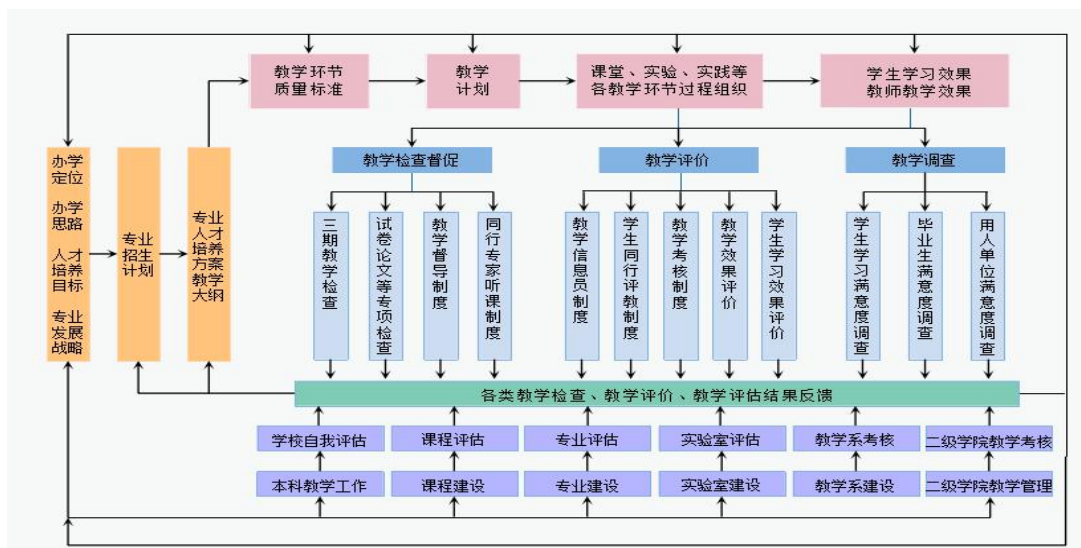 教学环节
质量标准
教学
计划
课堂、实验、实践等
各教学环节过程组织
学生学习效果
教师教学效果
办学
定位
办学
思路
人才
培养
目标
专业
发展
战略
专业
招生
计划
专业
人才
培养
方案
教学
大纲
教学检查督促
教学评价
教学调查
三期教学检查
试卷论文等专项检查
教学督导制度
同行专家听课制度
教学信息员制度
学生同行评教制度
教学考核制度
教学效果评价
学生学习效果评价
学生学习满意度调查
毕业生满意度调查
用人单位满意度调查
各类教学检查、教学评价、教学评估结果反馈
学校自我评估
课程评估
专业评估
实验室评估
教学系考核
二级学院教学考核
本科教学工作
课程建设
专业建设
实验室建设
教学系建设
二级学院教学管理